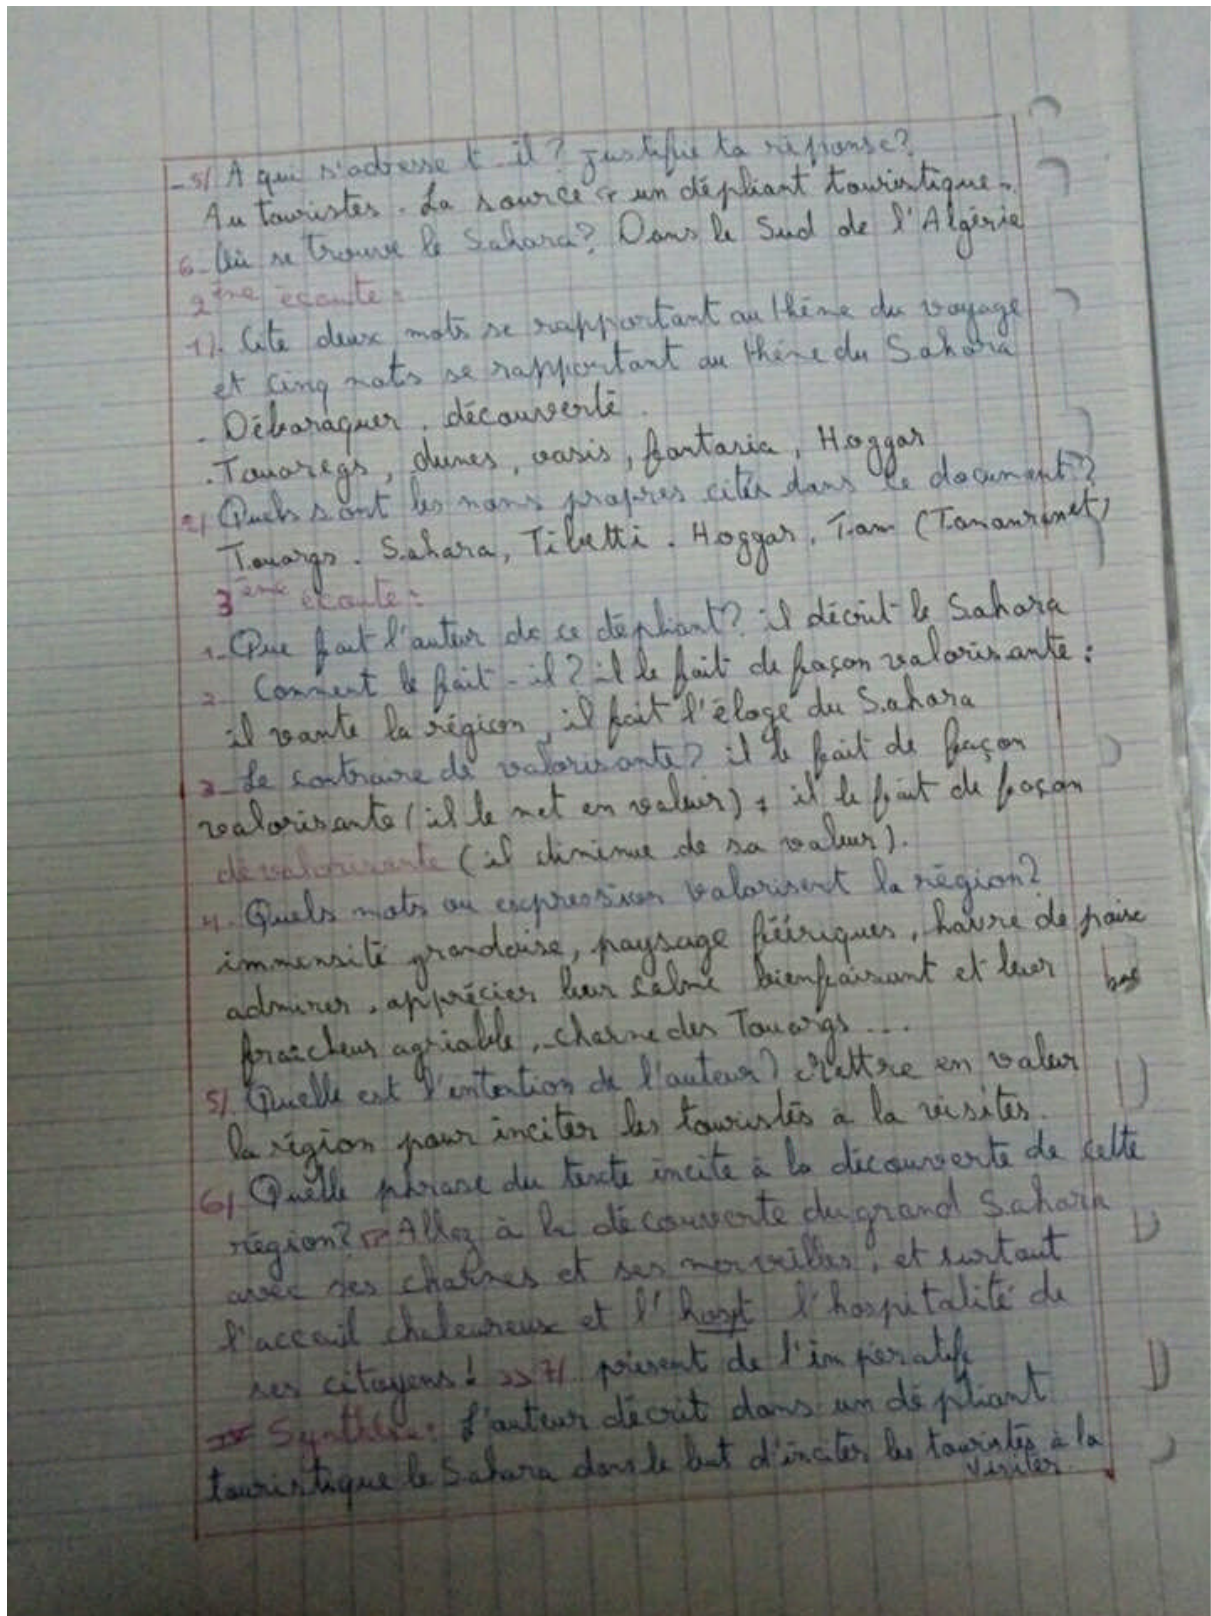 -5/ A qui s'adresse t-il? justifie ta réponse?
Au touristes. La source : un dépliant touristique.
6- Où se trouve le Sahara? Dans le Sud de l'Algérie
2ème écoute :
1). Cite deux mots se rapportant au thème du voyage
et cinq mots se rapportant au thème du Sahara
. Débaraquer. découverte.
. Touaregs, dunes, oasis, fantasia, Hoggar
2/ Quels sont les noms propres cités dans le document?
Touargs. Sahara, Hoggar, Tam
3ème écoute :
1- Que fait l'auteur de ce dépliant? il décrit le Sahara
2- Comment le fait-il? il le fait de façon valorisante :
il vante la région, il fait l'éloge du Sahara
3- Le contraire de valorisante? il le fait de façon
valorisante (il le met en valeur) ≠ il le fait de façon
dévalorisante (il diminue de sa valeur).
4- Quels mots ou expression valorisent la région?
immensité grandoise, paysage féériques, havre de paix
admirer, apprécier leur calme bienfaisant et leur
fraîcheur agriable, charme des Touargs ...
5/. Quelle est l'intention de l'auteur? Mettre en valeur
la région pour inciter les touristes à la visites.
6/ Quelle phrase du texte incite à la découverte de cette
région? « Allez à la découverte du grand Sahara
avec ses charmes et ses merveilles, et surtout
l'acceuil chaleureux et l' l'hospitalité de
ses citoyens! » 7/. présent de l'impératif
Synthèse : L'auteur décrit dans un dépliant
touristique le Sahara dans le but d'inciter les touristes à la
visiter.